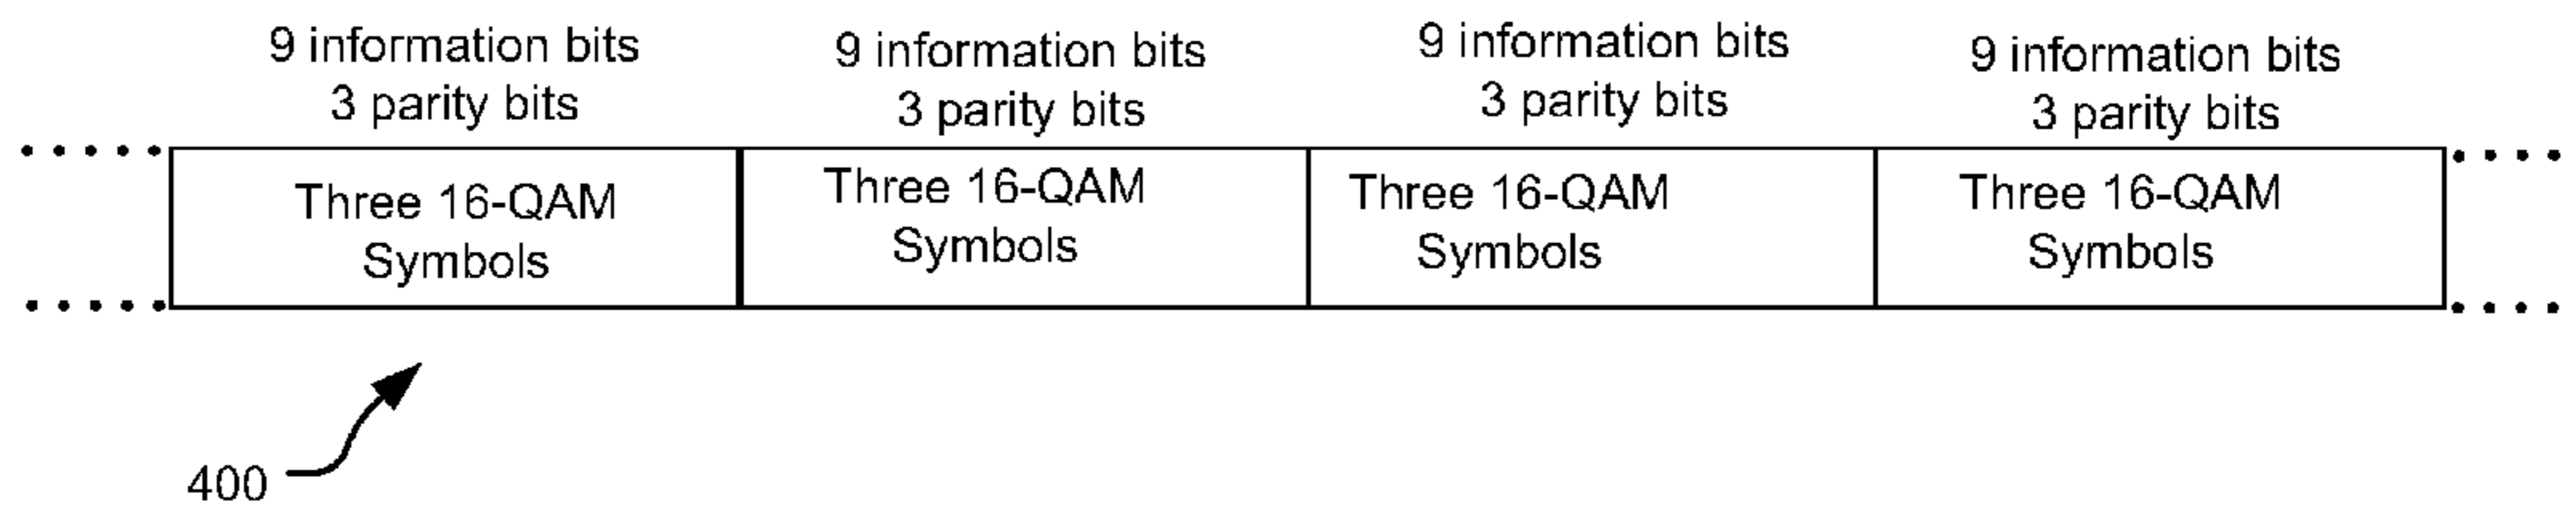 9 information bits
3 parity bits
9 information bits
3 parity bits
9 information bits
3 parity bits
9 information bits
3 parity bits
Three 16-QAM
Symbols
Three 16-QAM
Symbols
Three 16-QAM
Symbols
Three 16-QAM
Symbols
400